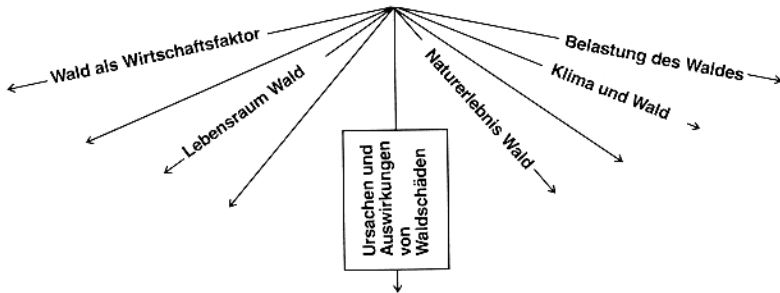 Wald als Wirtschaftsfaktor
Lebensraum Wald
Ursachen und
Auswirkungen
von
Waldschäden
Naturerlebnis Wald
Klima und Wald
Belastung des Waldes